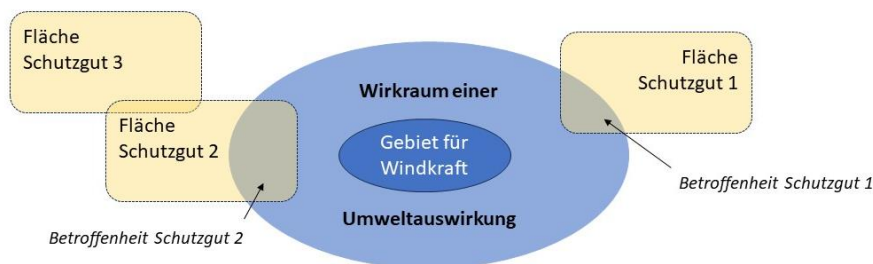 Fläche
Schutzgut 3
Fläche
Schutzgut 2
Betroffenheit Schutzgut 2
Wirkraum einer
Gebiet für
Windkraft
Umweltauswirkung
Fläche
Schutzgut 1
Betroffenheit Schutzgut 1